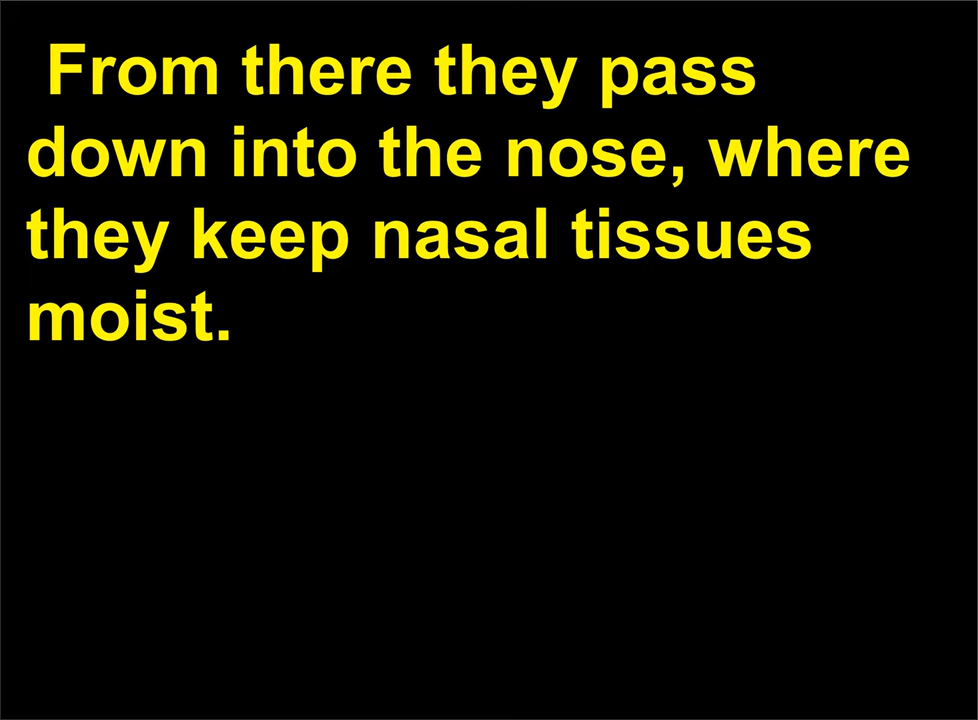 From there they pass
down into the nose, where
they keep nasal tissues
moist.